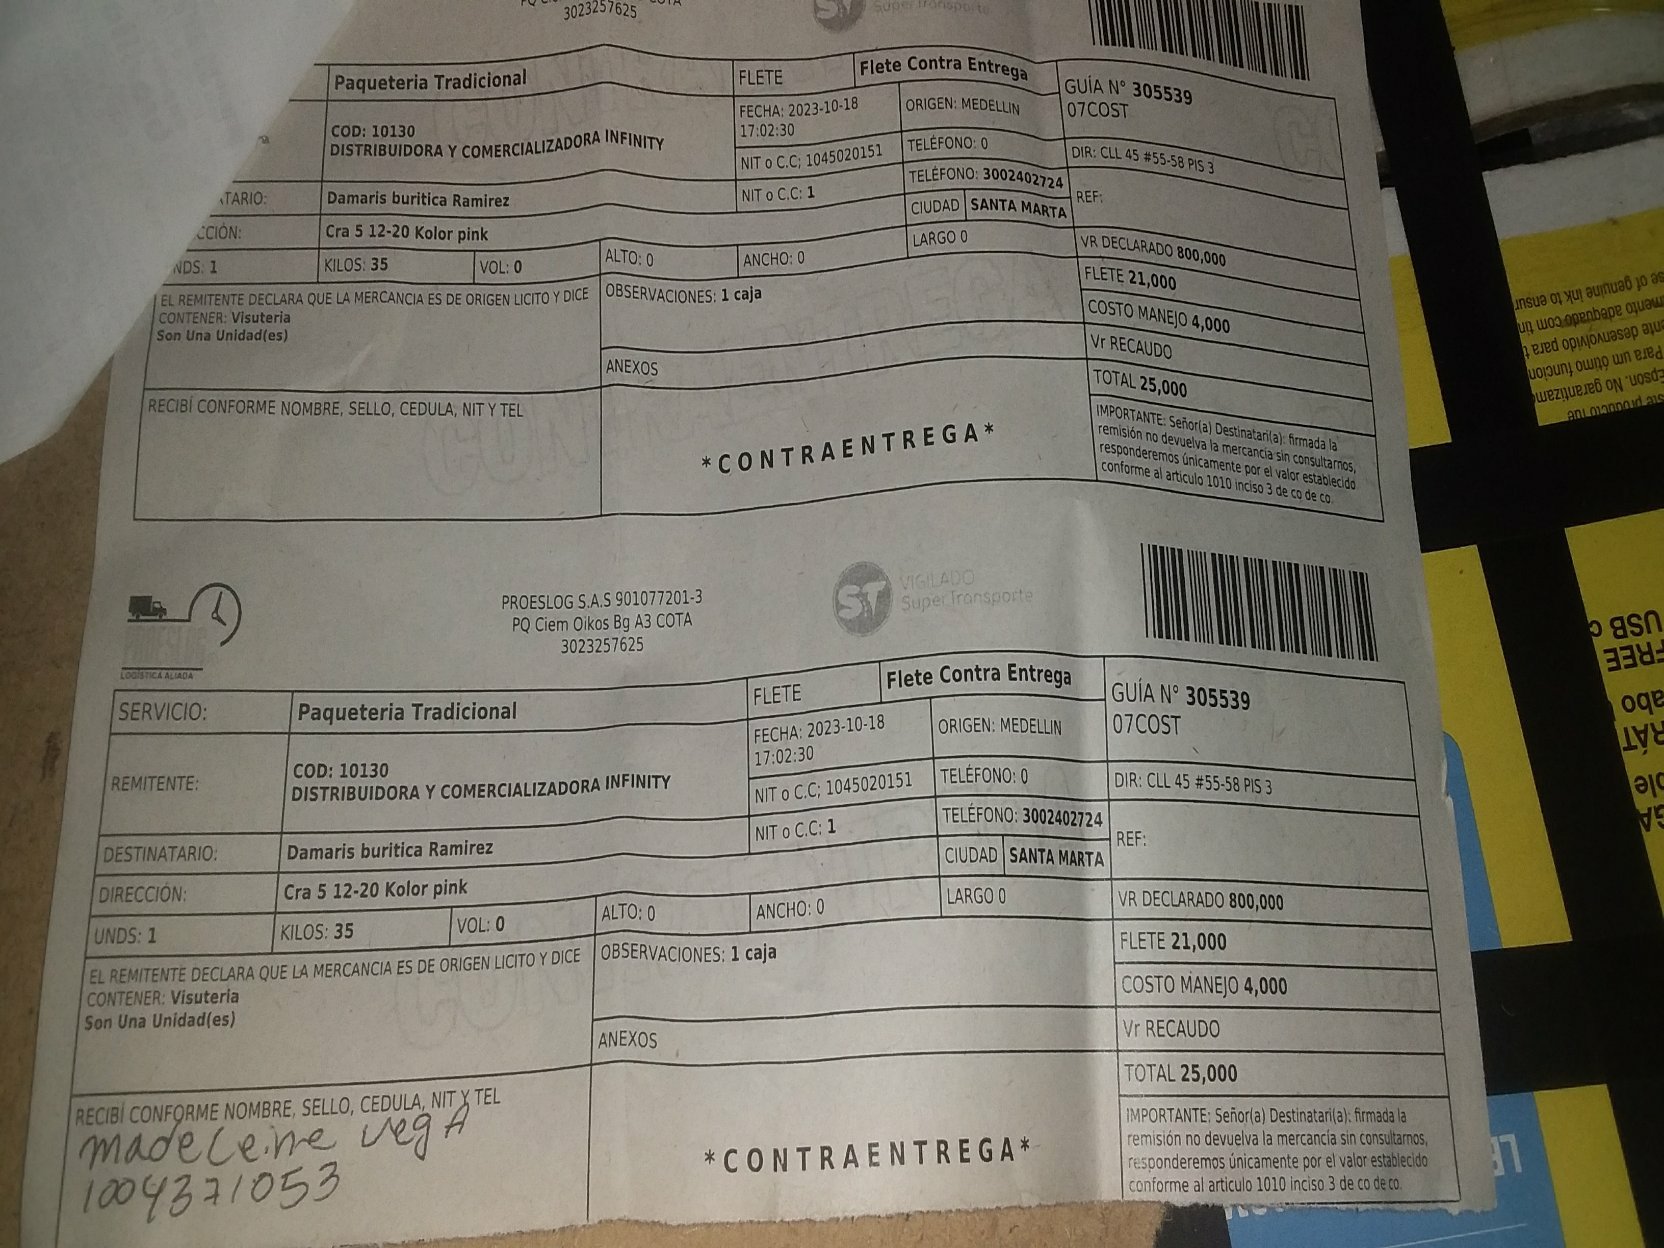 3023257625
Paqueteria Tradicional
FLETE
Flete Contra Entrega
GUÍA N° 305539
07COST
COD: 10130
DISTRIBUIDORA Y COMERCIALIZADORA INFINITY
FECHA: 2023-10-18
17:02:30
ORIGEN: MEDELLIN
NIT o C.C; 1045020151
TELÉFONO: 0
DIR: CLL 45 #55-58 PIS 3
TARIO:
Damaris buritica Ramirez
NIT o C.C: 1
TELÉFONO: 3002402724
REF:
CCIÓN:
Cra 5 12-20 Kolor pink
CIUDAD
SANTA MARTA
NDS: 1
KILOS: 35
VOL: 0
ALTO: 0
ANCHO: 0
LARGO 0
VR DECLARADO 800,000
EL REMITENTE DECLARA QUE LA MERCANCIA ES DE ORIGEN LICITO Y DICE
CONTENER: Visuteria
Son Una Unidad(es)
OBSERVACIONES: 1 caja
FLETE 21,000
COSTO MANEJO 4,000
ANEXOS
Vr RECAUDO
TOTAL 25,000
RECIBÍ CONFORME NOMBRE, SELLO, CEDULA, NIT Y TEL
*CONTRAENTREGA*
IMPORTANTE: Señor(a) Destinatari(a): firmada la
remisión no devuelva la mercancia sin consultarnos,
responderemos únicamente por el valor establecido
conforme al articulo 1010 inciso 3 de co de co.
PROESLOG
LOGÍSTICA ALIADA
PROESLOG S.A.S 901077201-3
PQ Ciem Oikos Bg A3 COTA
3023257625
ST
VIGILADO
SuperTransporte
SERVICIO:
Paqueteria Tradicional
FLETE
Flete Contra Entrega
GUÍA N° 305539
07COST
REMITENTE:
COD: 10130
DISTRIBUIDORA Y COMERCIALIZADORA INFINITY
FECHA: 2023-10-18
17:02:30
ORIGEN: MEDELLIN
NIT o C.C; 1045020151
TELÉFONO: 0
DIR: CLL 45 #55-58 PIS 3
DESTINATARIO:
Damaris buritica Ramirez
NIT o C.C: 1
TELÉFONO: 3002402724
REF:
DIRECCIÓN:
Cra 5 12-20 Kolor pink
CIUDAD
SANTA MARTA
UNDS: 1
KILOS: 35
VOL: 0
ALTO: 0
ANCHO: 0
LARGO 0
VR DECLARADO 800,000
EL REMITENTE DECLARA QUE LA MERCANCIA ES DE ORIGEN LICITO Y DICE
CONTENER: Visuteria
Son Una Unidad(es)
OBSERVACIONES: 1 caja
FLETE 21,000
COSTO MANEJO 4,000
ANEXOS
Vr RECAUDO
TOTAL 25,000
RECIBÍ CONFORME NOMBRE, SELLO, CEDULA, NIT Y TEL
madeleine vegA
1004371053
*CONTRAENTREGA*
IMPORTANTE: Señor(a) Destinatari(a): firmada la
remisión no devuelva la mercancia sin consultarnos,
responderemos únicamente por el valor establecido
conforme al articulo 1010 inciso 3 de co de co.